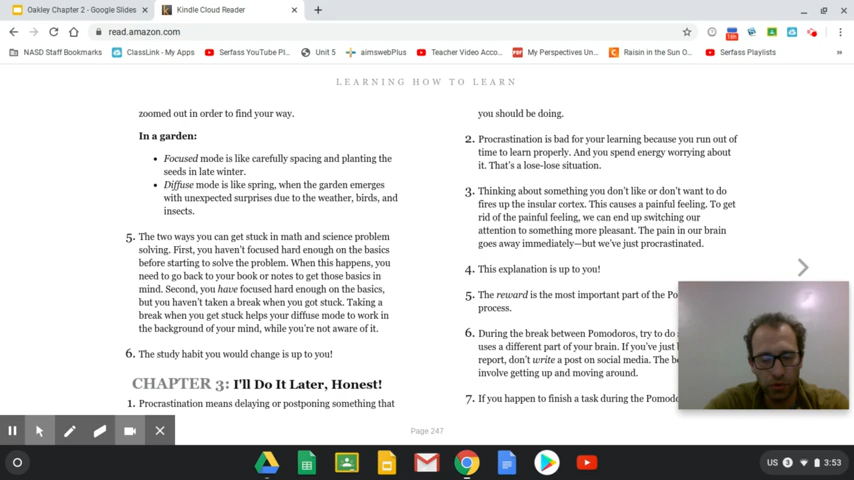 Oakley Chapter 2 - Google Slides
Kindle Cloud Reader
read.amazon.com
NASD Staff Bookmarks
ClassLink - My Apps
Serfass YouTube Pl...
Unit 5
aimswebPlus
Teacher Video Acco...
My Perspectives Un...
Raisin in the Sun O...
Serfass Playlists
LEARNING HOW TO LEARN
zoomed out in order to find your way.
In a garden:
• Focused mode is like carefully spacing and planting the
seeds in late winter.
• Diffuse mode is like spring, when the garden emerges
with unexpected surprises due to the weather, birds, and
insects.
5. The two ways you can get stuck in math and science problem
solving. First, you haven't focused hard enough on the basics
before starting to solve the problem. When this happens, you
need to go back to your book or notes to get those basics in
mind. Second, you have focused hard enough on the basics,
but you haven't taken a break when you got stuck. Taking a
break when you get stuck helps your diffuse mode to work in
the background of your mind, while you're not aware of it.
6. The study habit you would change is up to you!
CHAPTER 3: I'll Do It Later, Honest!
1. Procrastination means delaying or postponing something that
you should be doing.
2. Procrastination is bad for your learning because you run out of
time to learn properly. And you spend energy worrying about
it. That's a lose-lose situation.
3. Thinking about something you don't like or don't want to do
fires up the insular cortex. This causes a painful feeling. To get
rid of the painful feeling, we can end up switching our
attention to something more pleasant. The pain in our brain
goes away immediately—but we've just procrastinated.
4. This explanation is up to you!
5. The reward is the most important part of the Po
process.
6. During the break between Pomodoros, try to do
uses a different part of your brain. If you've just
report, don't write a post on social media. The be
involve getting up and moving around.
7. If you happen to finish a task during the Pomod
Page 247
US 3 3:53